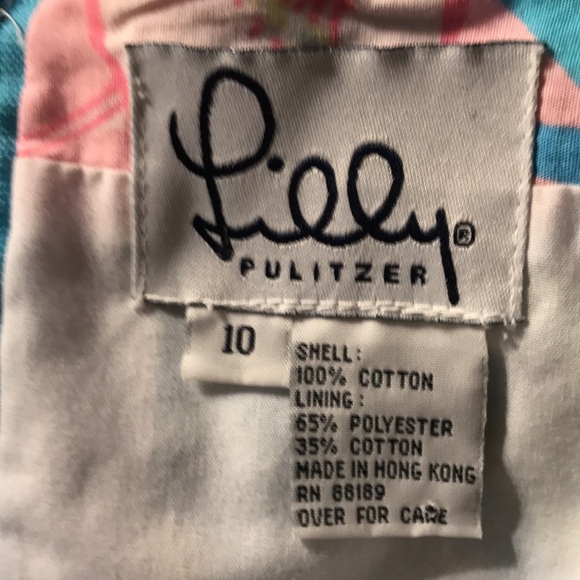 Lilly®
PULITZER
10
SHELL:
100% COTTON
LINING:
65% POLYESTER
35% COTTON
MADE IN HONG KONG
RN 88189
OVER FOR CARE